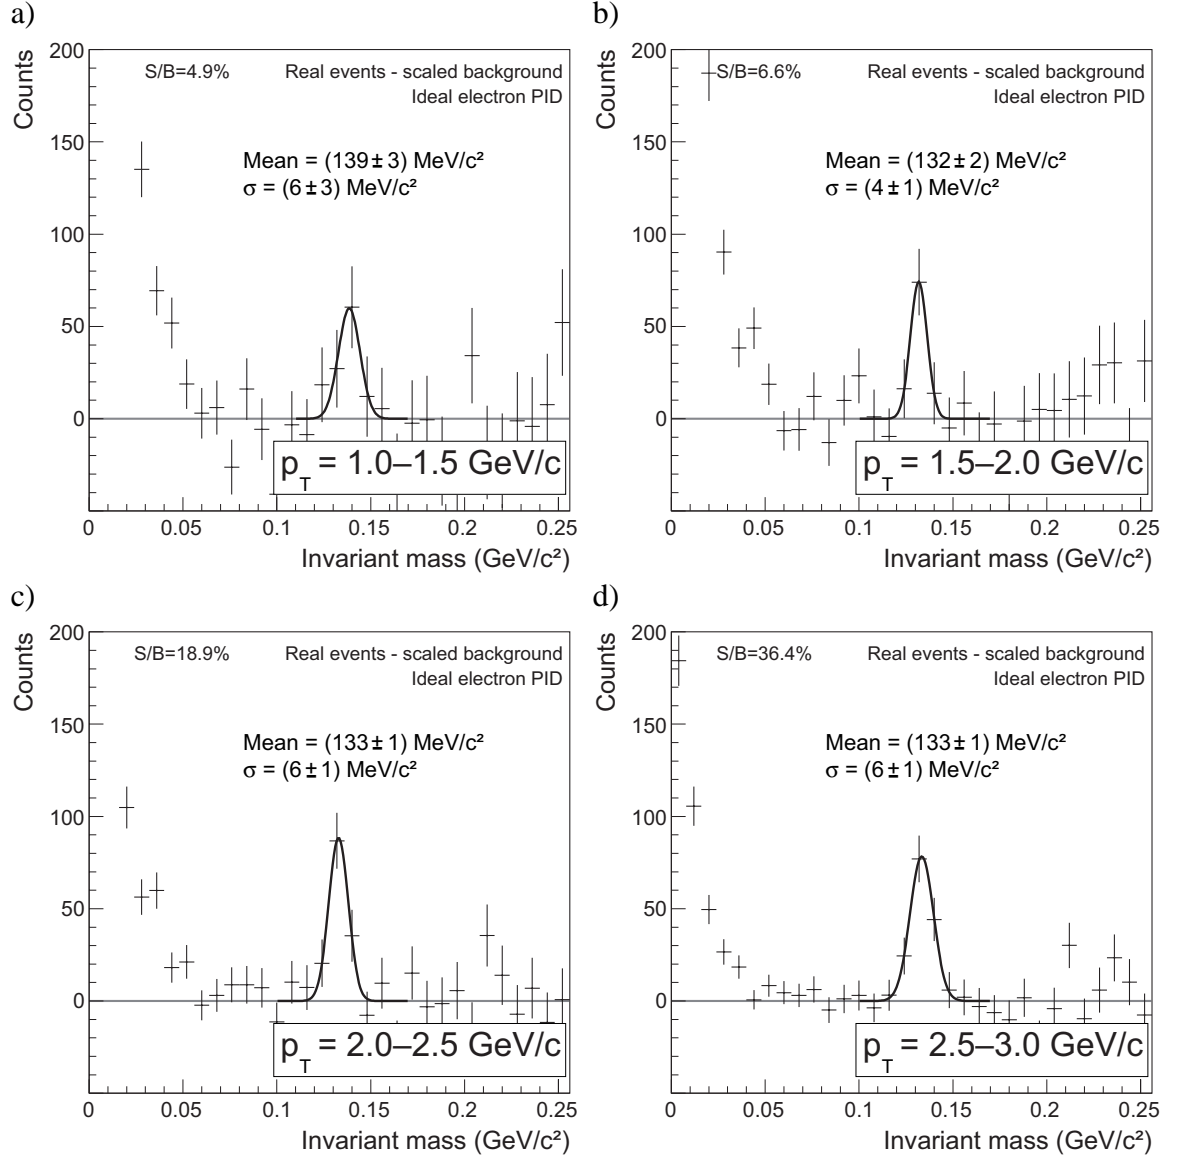 a)
200
150
100
50
0
Counts
S/B=4.9%
Real events - scaled background
Ideal electron PID
Mean = (139±3) MeV/c²
σ = (6±3) MeV/c²
p_T = 1.0–1.5 GeV/c
0 0.05 0.1 0.15 0.2 0.25
Invariant mass (GeV/c²)
b)
200
150
100
50
0
Counts
S/B=6.6%
Real events - scaled background
Ideal electron PID
Mean = (132±2) MeV/c²
σ = (4±1) MeV/c²
p_T = 1.5–2.0 GeV/c
0 0.05 0.1 0.15 0.2 0.25
Invariant mass (GeV/c²)
c)
200
150
100
50
0
Counts
S/B=18.9%
Real events - scaled background
Ideal electron PID
Mean = (133±1) MeV/c²
σ = (6±1) MeV/c²
p_T = 2.0–2.5 GeV/c
0 0.05 0.1 0.15 0.2 0.25
Invariant mass (GeV/c²)
d)
200
150
100
50
0
Counts
S/B=36.4%
Real events - scaled background
Ideal electron PID
Mean = (133±1) MeV/c²
σ = (6±1) MeV/c²
p_T = 2.5–3.0 GeV/c
0 0.05 0.1 0.15 0.2 0.25
Invariant mass (GeV/c²)